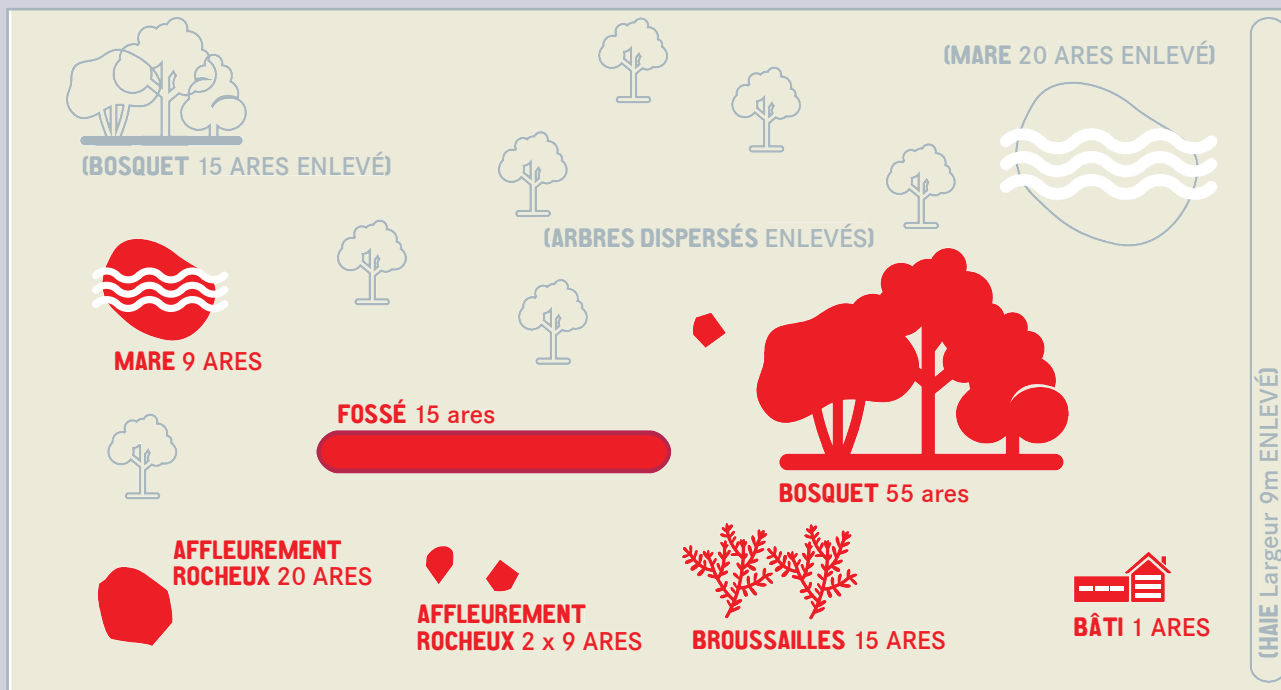 (MARE 20 ARES ENLEVÉ)
(BOSQUET 15 ARES ENLEVÉ)
(ARBRES DISPERSÉS ENLEVÉS)
MARE 9 ARES
FOSSÉ 15 ares
BOSQUET 55 ares
(HAIE Largeur 9m ENLEVÉ)
AFFLEUREMENT
ROCHEUX 20 ARES
AFFLEUREMENT
ROCHEUX 2 x 9 ARES
BROUSSAILLES 15 ARES
BÂTI 1 ARES